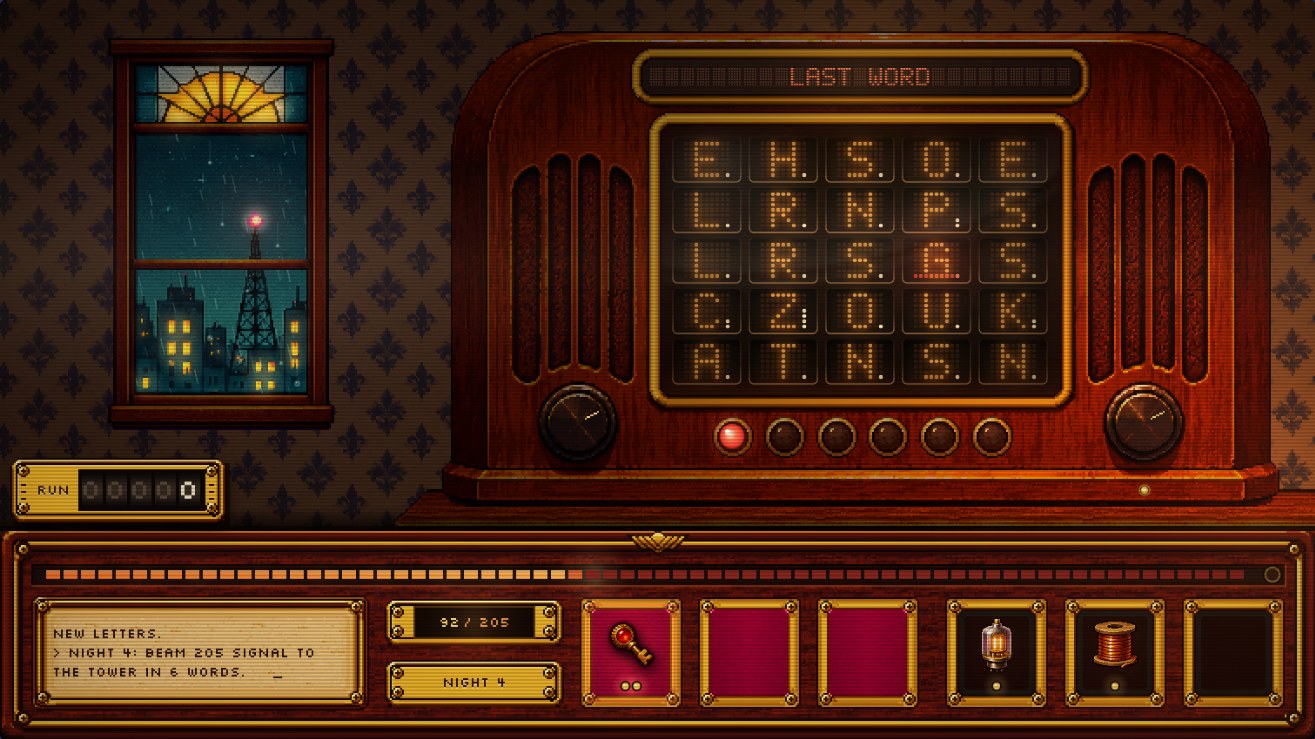 LAST WORD
E H S O E
L R N P S
L R S A S
C Z O U K
A T N S N
RUN 00000
NEW LETTERS.
> NIGHT 4: BEAM 205 SIGNAL TO
THE TOWER IN 6 WORDS. _
92 / 205
NIGHT 4